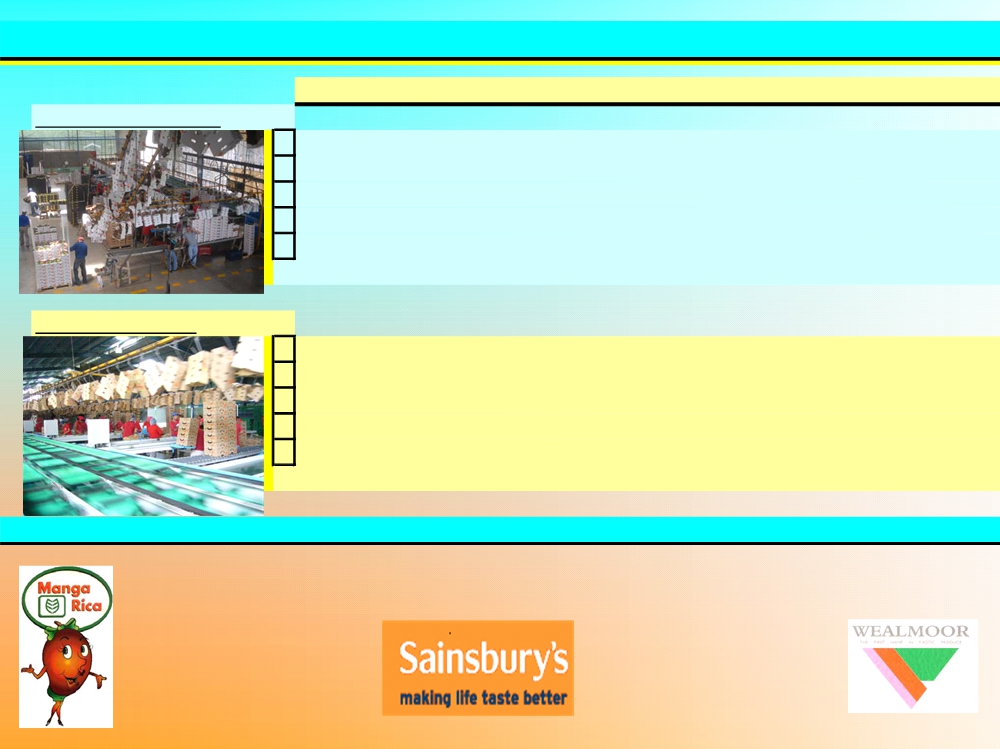 Manga
Rica
Sainsbury's
making life taste better
WEALMOOR